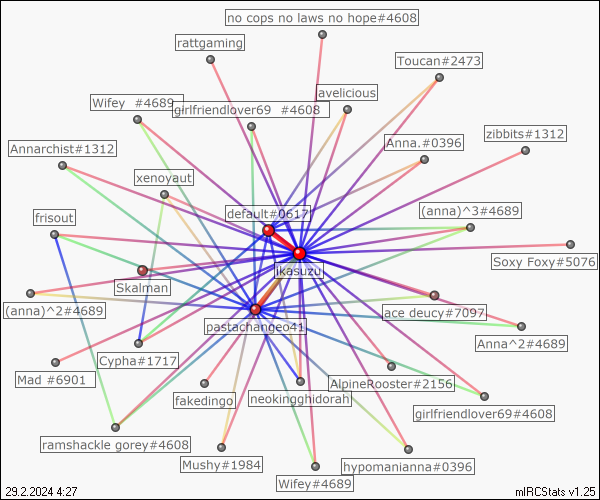 no cops no laws no hope#4608
rattgaming
Toucan#2473
avelicious
Wifey #4689
girlfriendlover69 #4608
zibbits#1312
Anna.#0396
Annarchist#1312
xenoyaut
default#0617
(anna)^3#4689
frisout
Soxy Foxy#5076
ikasuzu
Skalman
(anna)^2#4689
ace deucy#7097
pastachangeo41
Anna^2#4689
Cypha#1717
Mad #6901
AlpineRooster#2156
fakedingo
neokingghidorah
girlfriendlover69#4608
ramshackle gorey#4608
Mushy#1984
hypomanianna#0396
Wifey#4689
29.2.2024 4:27
mIRCStats v1.25